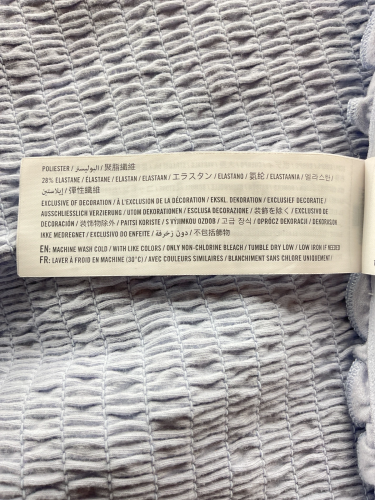 POLIESTER / البوليستر / 聚脂纖維
28% ELASTANE / ÉLASTANE / ELASTAN / ELASTAAN / エラスタン / ELASTANO / 氨纶 / ELASTAANIA / 엘라스틴 /
إيلاستين / 彈性纖維
EXCLUSIVE OF DECORATION / À L'EXCLUSION DE LA DÉCORATION / EKSKL. DEKORATION / EXCLUSIEF DECORATIE /
AUSSCHLIESSLICH VERZIERUNG / UTOM DEKORATIONEN / ESCLUSA DECORAZIONE / 装飾を除く / EXCLUSIVO DE
DECORACIÓN / 装饰物除外 / PAITSI KORISTE / S VÝJIMKOU OZDOB / 고급 장식 / OPRÓCZ DEKORACJI / DEKORASJON
IKKE MEDREGNET / EXCLUSIVO DO ENFEITE / دون زخرفة / 不包括飾物
EN: MACHINE WASH COLD / WITH LIKE COLORS / ONLY NON-CHLORINE BLEACH / TUMBLE DRY LOW / LOW IRON IF NEEDED
FR: LAVER À FROID EN MACHINE (30°C) / AVEC COULEURS SIMILAIRES / BLANCHIMENT SANS CHLORE UNIQUEMENT /